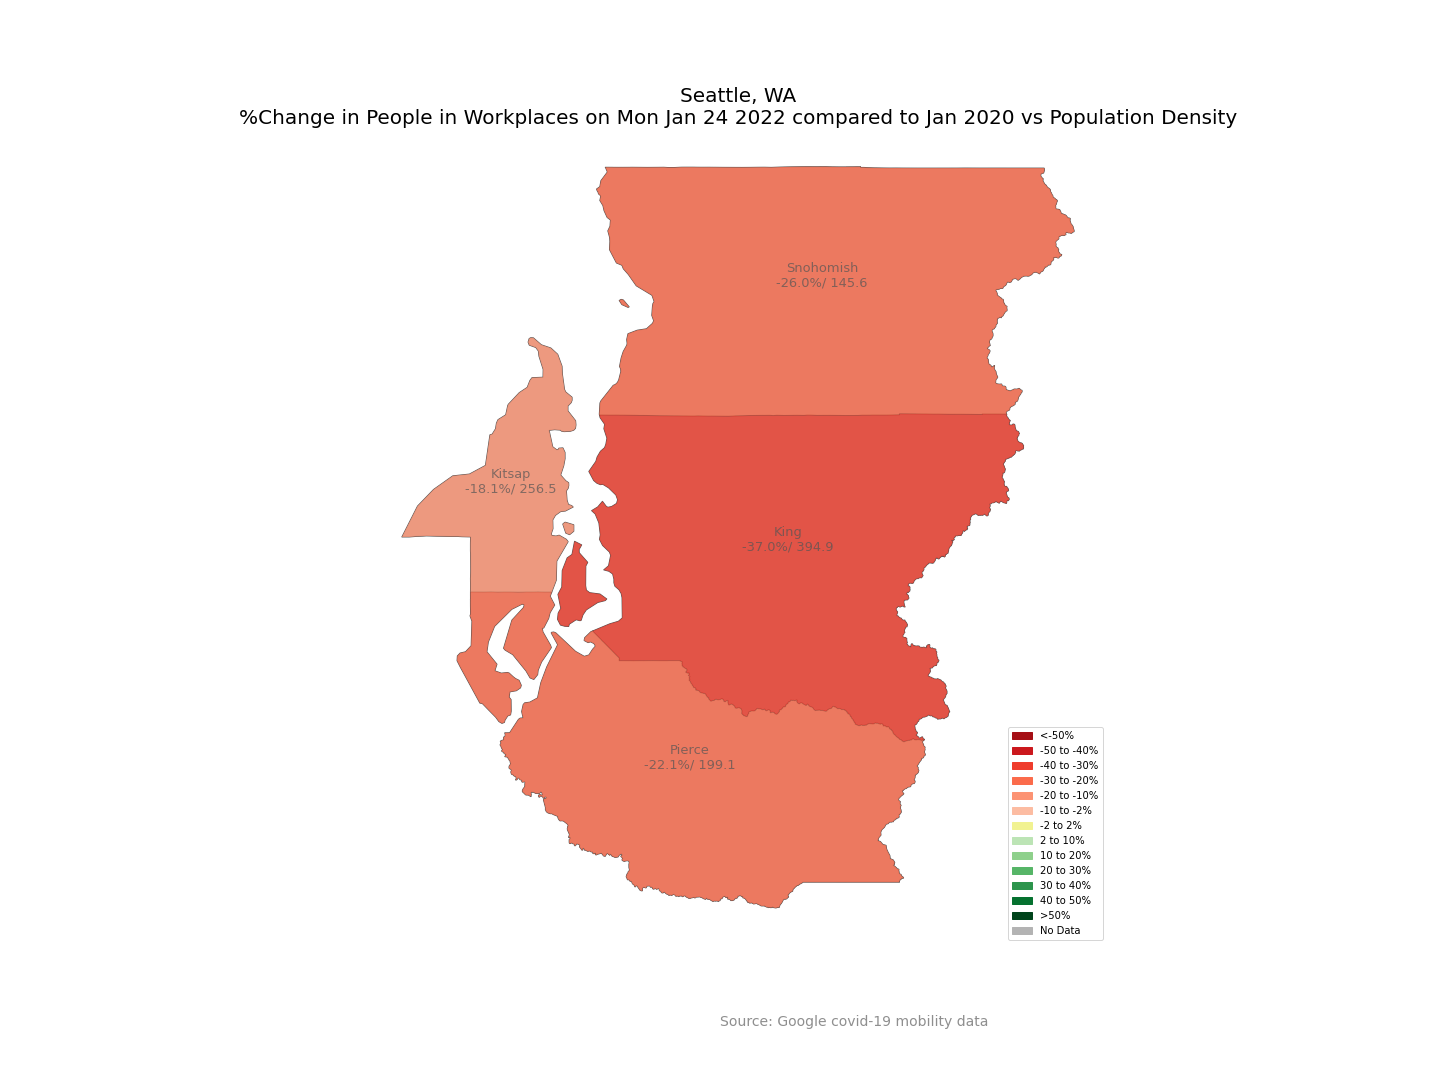 Seattle, WA
%Change in People in Workplaces on Mon Jan 24 2022 compared to Jan 2020 vs Population Density
Snohomish
-26.0%/ 145.6
Kitsap
-18.1%/ 256.5
King
-37.0%/ 394.9
Pierce
-22.1%/ 199.1
<-50%
-50 to -40%
-40 to -30%
-30 to -20%
-20 to -10%
-10 to -2%
-2 to 2%
2 to 10%
10 to 20%
20 to 30%
30 to 40%
40 to 50%
>50%
No Data
Source: Google covid-19 mobility data